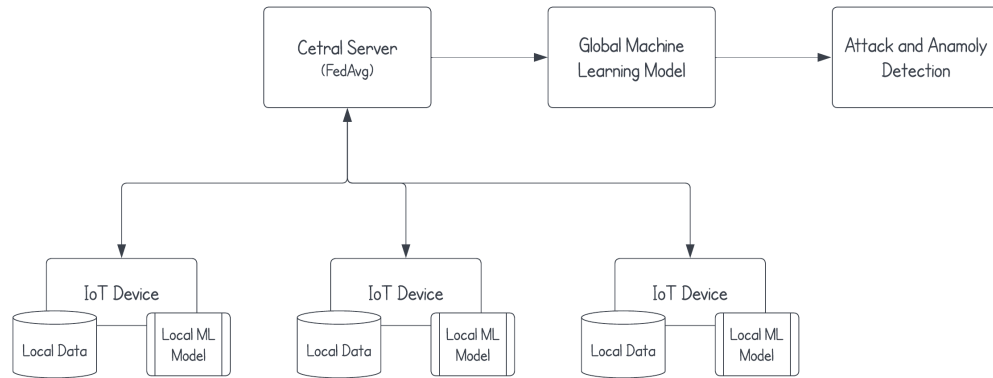 Cetral Server
(FedAvg)
Global Machine
Learning Model
Attack and Anamoly
Detection
IoT Device
Local Data
Local ML
Model
IoT Device
Local Data
Local ML
Model
IoT Device
Local Data
Local ML
Model